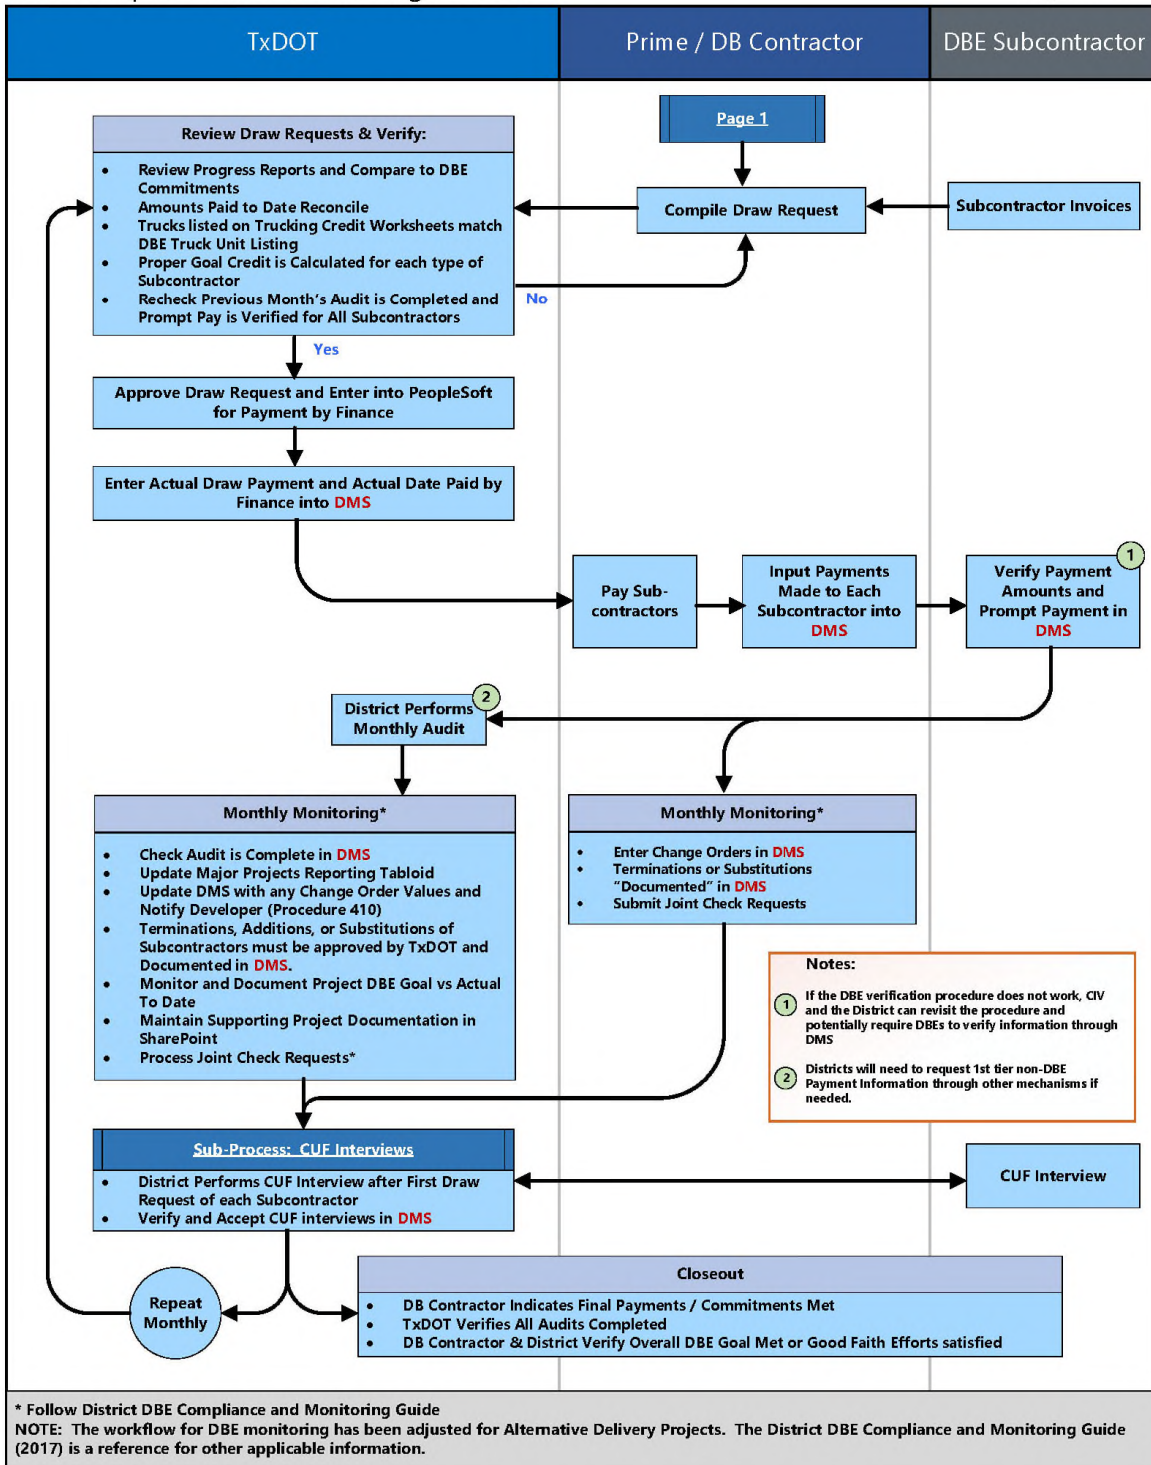 TxDOT
Prime / DB Contractor
DBE Subcontractor
Page 1
Review Draw Requests & Verify:
• Review Progress Reports and Compare to DBE
Commitments
• Amounts Paid to Date Reconcile
• Trucks listed on Trucking Credit Worksheets match
DBE Truck Unit Listing
• Proper Goal Credit is Calculated for each type of
Subcontractor
• Recheck Previous Month's Audit is Completed and
Prompt Pay is Verified for All Subcontractors
Compile Draw Request
Subcontractor Invoices
No
Yes
Approve Draw Request and Enter into PeopleSoft
for Payment by Finance
Enter Actual Draw Payment and Actual Date Paid by
Finance into DMS
Pay Sub-
contractors
Input Payments
Made to Each
Subcontractor into
DMS
1
Verify Payment
Amounts and
Prompt Payment in
DMS
2
District Performs
Monthly Audit
Monthly Monitoring*
• Check Audit is Complete in DMS
• Update Major Projects Reporting Tabloid
• Update DMS with any Change Order Values and
Notify Developer (Procedure 410)
• Terminations, Additions, or Substitutions of
Subcontractors must be approved by TxDOT and
Documented in DMS.
• Monitor and Document Project DBE Goal vs Actual
To Date
• Maintain Supporting Project Documentation in
SharePoint
• Process Joint Check Requests*
Monthly Monitoring*
• Enter Change Orders in DMS
• Terminations or Substitutions
"Documented" in DMS
• Submit Joint Check Requests
Notes:
1 If the DBE verification procedure does not work, CIV
and the District can revisit the procedure and
potentially require DBEs to verify information through
DMS
2 Districts will need to request 1st tier non-DBE
Payment Information through other mechanisms if
needed.
Sub-Process: CUF Interviews
• District Performs CUF Interview after First Draw
Request of each Subcontractor
• Verify and Accept CUF interviews in DMS
CUF Interview
Repeat
Monthly
Closeout
• DB Contractor Indicates Final Payments / Commitments Met
• TxDOT Verifies All Audits Completed
• DB Contractor & District Verify Overall DBE Goal Met or Good Faith Efforts satisfied
* Follow District DBE Compliance and Monitoring Guide
NOTE: The workflow for DBE monitoring has been adjusted for Alternative Delivery Projects. The District DBE Compliance and Monitoring Guide
(2017) is a reference for other applicable information.